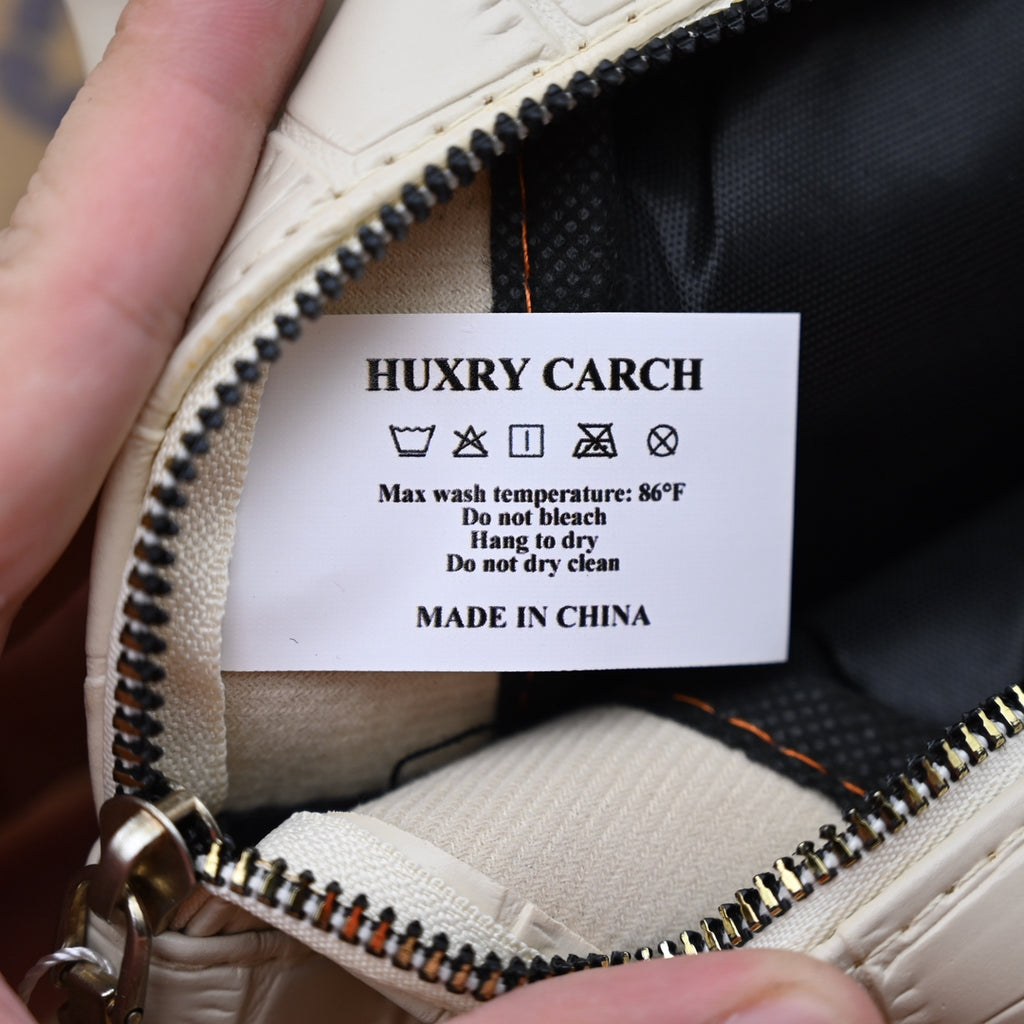 HUXRY CARCH
Max wash temperature: 86°F
Do not bleach
Hang to dry
Do not dry clean
MADE IN CHINA